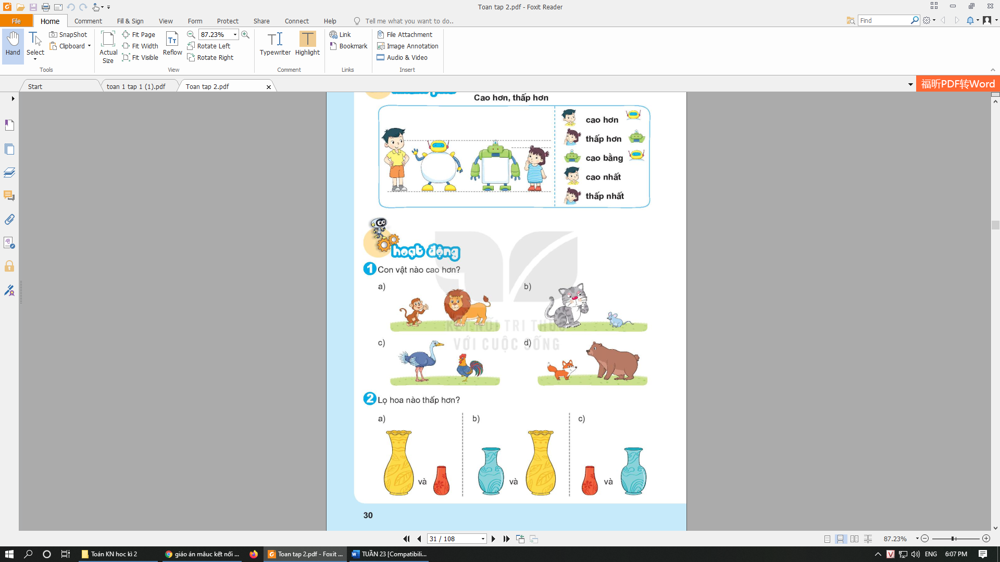 Toan tap 2.pdf - Foxit Reader
File Home Comment Fill & Sign View Form Protect Share Connect Help Tell me what you want to do.. Find
Hand
Select
SnapShot
Clipboard
Tools
Actual Size
Fit Page
Fit Width
Fit Visible
Reflow
87.23%
Rotate Left
Rotate Right
View
Typewriter
Highlight
Comment
Link
Bookmark
Links
File Attachment
Image Annotation
Audio & Video
Insert
Start toan 1 tap 1 (1).pdf Toan tap 2.pdf 福昕PDF转Word
Cao hơn, thấp hơn
cao hơn
thấp hơn
cao bằng
cao nhất
thấp nhất
hoạt động
1 Con vật nào cao hơn?
a) b)
KẾT NỐI TRI THỨC
VỚI CUỘC SỐNG
c) d)
2 Lọ hoa nào thấp hơn?
a) b) c)
và và và
30
31 / 108 87.23%
Toán KN hoc kì 2 giáo án mâuc kết nối ... Toan tap 2.pdf - Foxit ... TUẦN 23 [Compatibili... ENG 6:07 PM